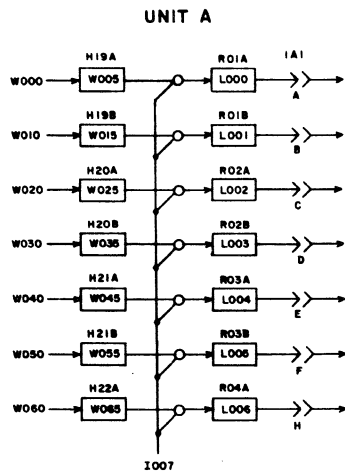 UNIT A
H19A R01A 1A1
W000 W005 L000 A
H19B R01B
W010 W015 L001 B
H20A R02A
W020 W025 L002 C
H20B R02B
W030 W035 L003 D
H21A R03A
W040 W045 L004 E
H21B R03B
W050 W055 L005 F
H22A R04A
W060 W065 L006 H
I007